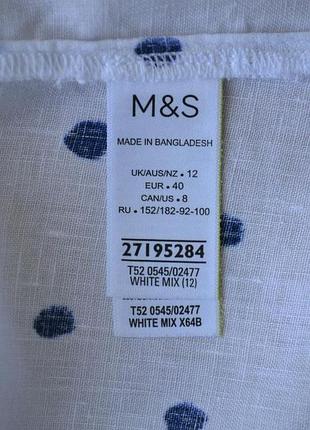 M&S
MADE IN BANGLADESH
UK/AUS/NZ • 12
EUR • 40
CAN/US • 8
RU • 152/182-92-100
27195284
T52 0545/02477
WHITE MIX (12)
T52 0545/02477
WHITE MIX X64B